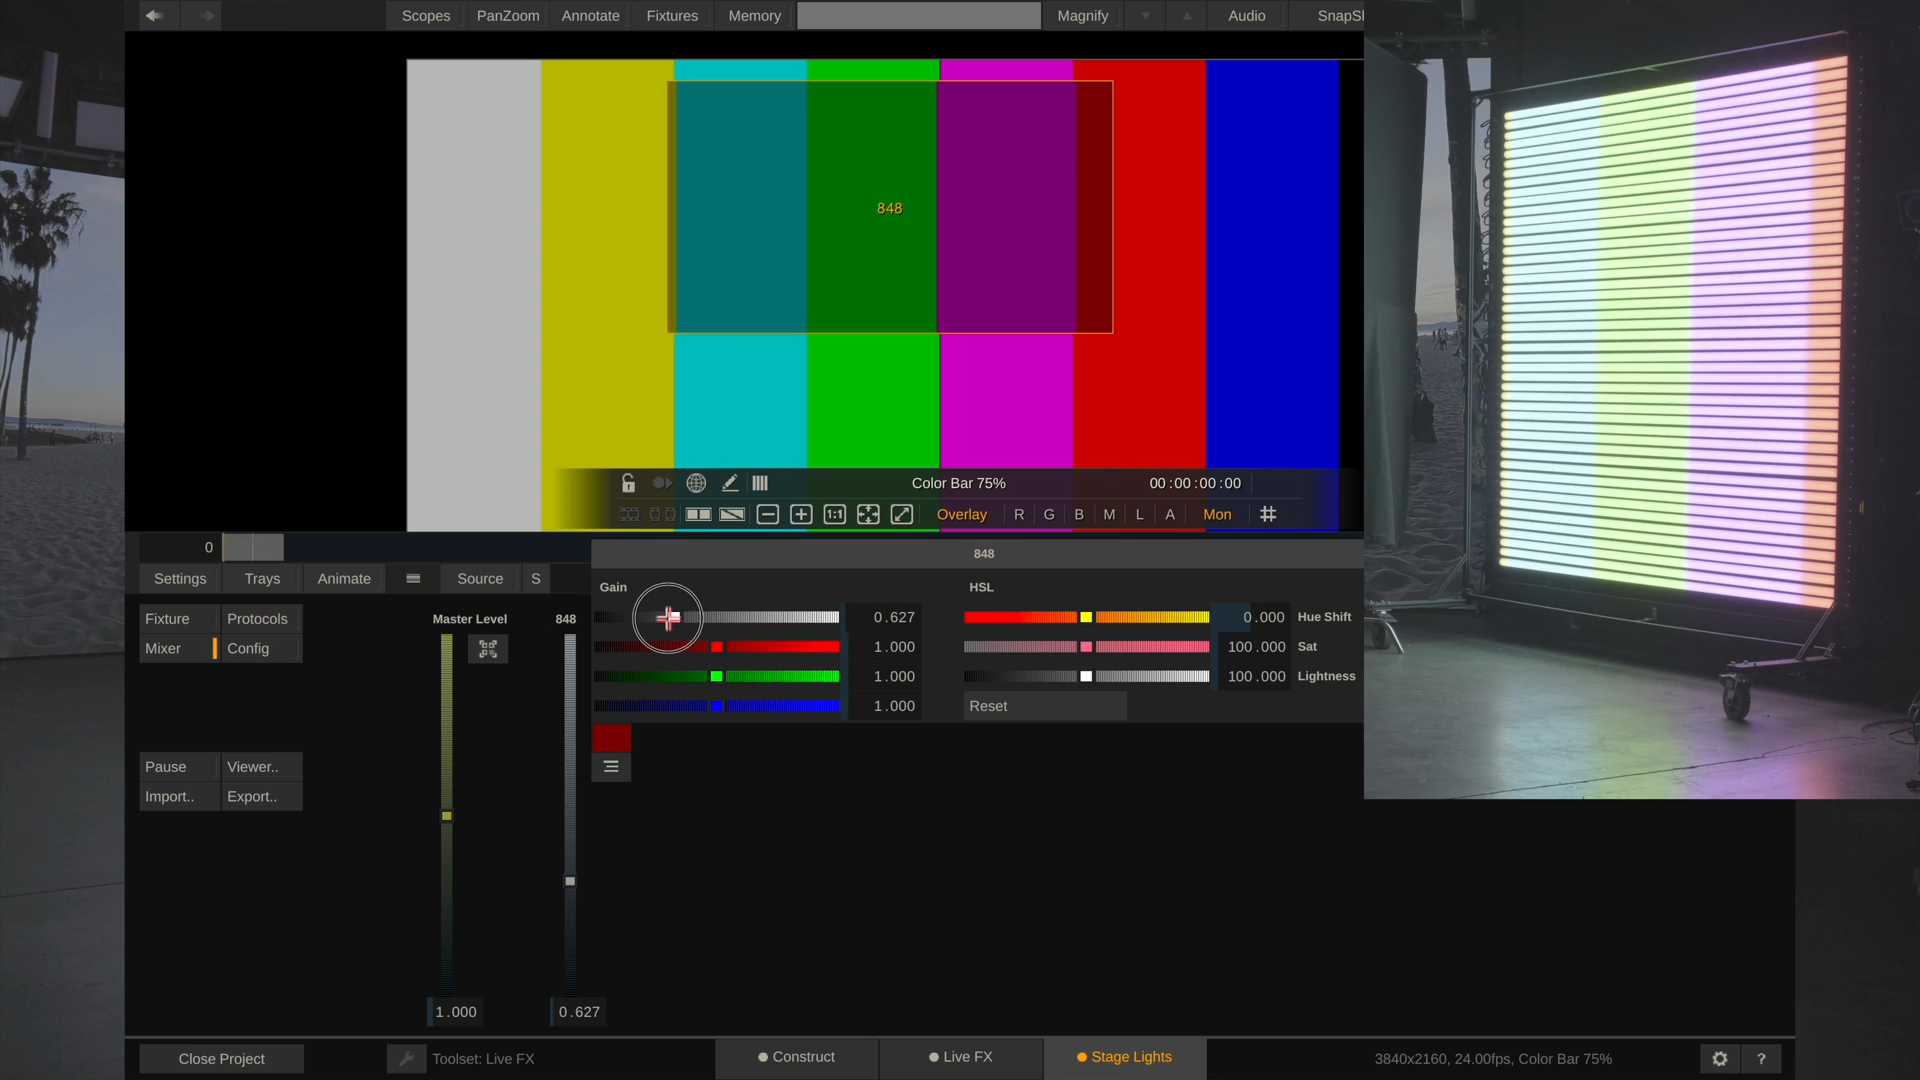 Scopes PanZoom Annotate Fixtures Memory Magnify Audio SnapSh
848
Color Bar 75% 00:00:00:00
1:1 Overlay R G B M L A Mon
0
848
Settings Trays Animate Source S
Gain HSL
Fixture Protocols Master Level 848 0.627 0.000 Hue Shift
Mixer Config 1.000 100.000 Sat
1.000 100.000 Lightness
1.000 Reset
Pause Viewer..
Import.. Export..
1.000 0.627
Close Project Toolset: Live FX Construct Live FX Stage Lights 3840x2160, 24.00fps, Color Bar 75% ?